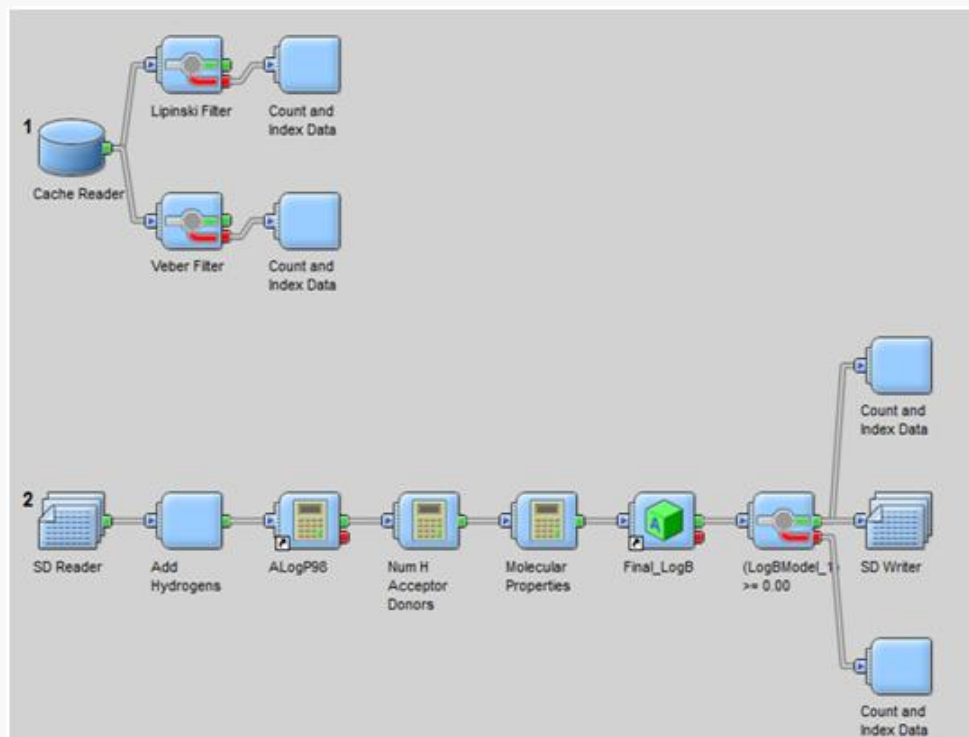 Lipinski Filter
Count and
Index Data
1
Cache Reader
Veber Filter
Count and
Index Data
Count and
Index Data
2
SD Reader
Add
Hydrogens
ALogP98
Num H
Acceptor
Donors
Molecular
Properties
A
Final_LogB
(LogBModel_1)
>= 0.00
SD Writer
Count and
Index Data